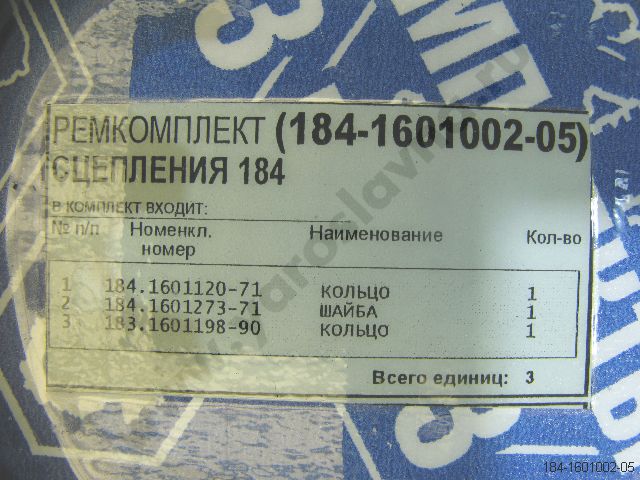 РЕМКОМПЛЕКТ (184-1601002-05)
СЦЕПЛЕНИЯ 184
В КОМПЛЕКТ ВХОДИТ:
№ п/п Номенкл. номер Наименование Кол-во
1 184.1601120-71 КОЛЬЦО 1
2 184.1601273-71 ШАЙБА 1
3 183.1601198-90 КОЛЬЦО 1
Всего единиц: 3
184-1601002-05